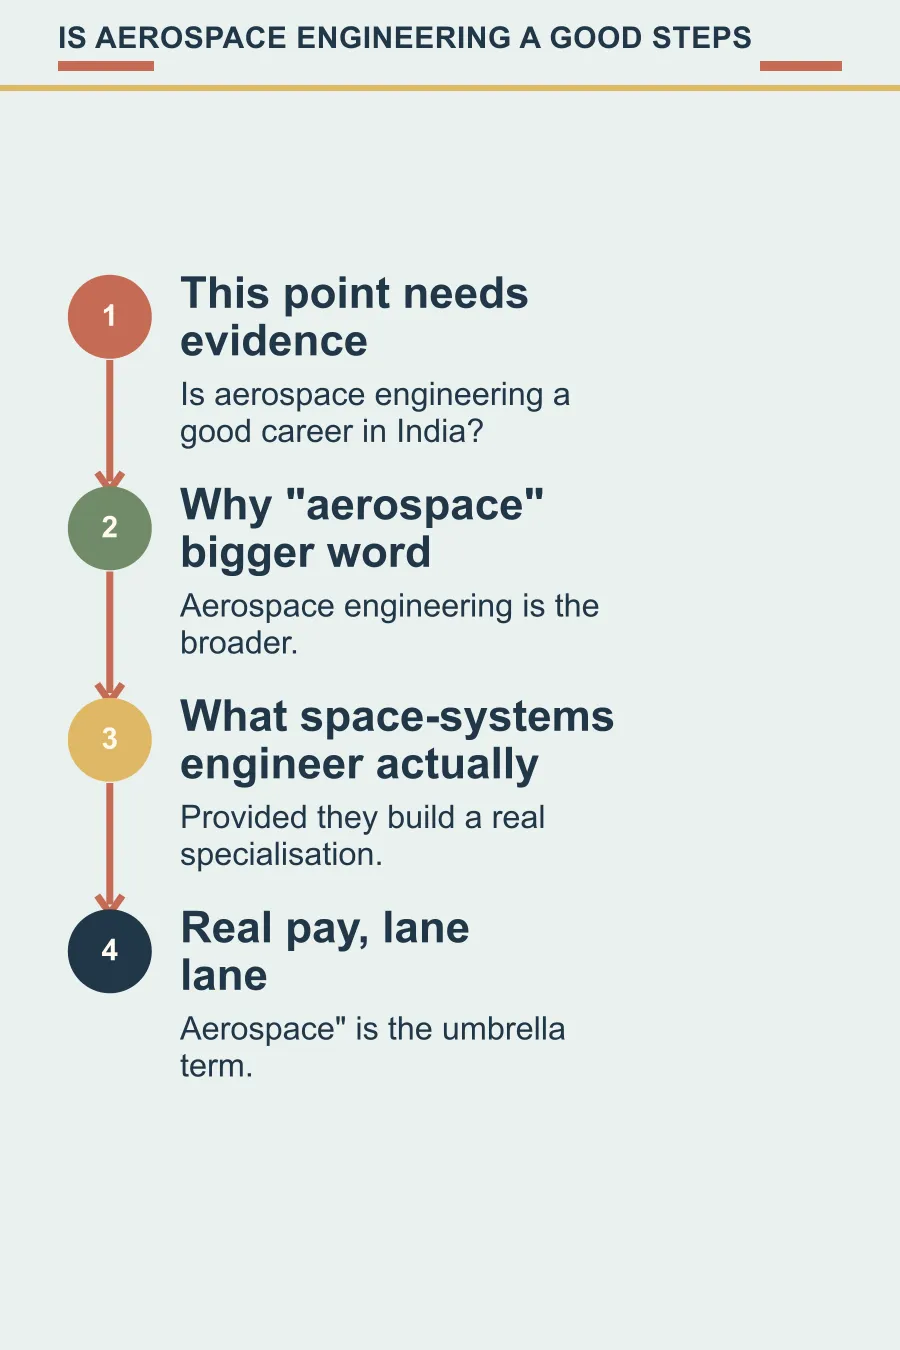 IS AEROSPACE ENGINEERING A GOOD STEPS
1
This point needs
evidence
Is aerospace engineering a
good career in India?
2
Why "aerospace"
bigger word
Aerospace engineering is the
broader.
3
What space-systems
engineer actually
Provided they build a real
specialisation.
4
Real pay, lane
lane
Aerospace" is the umbrella
term.